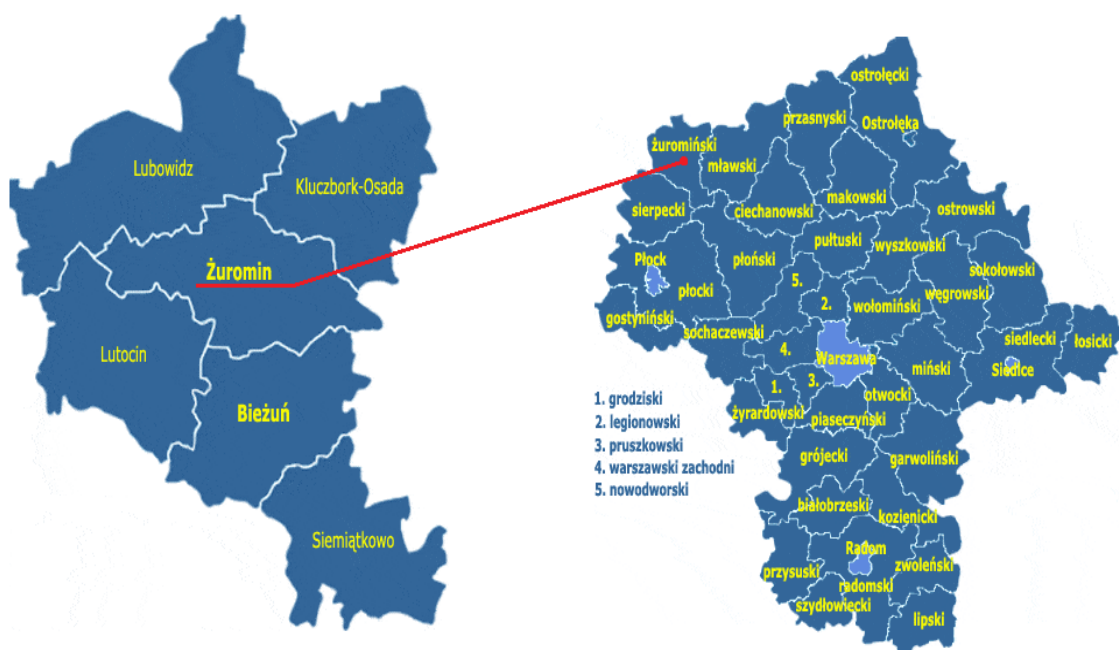 Lubowidz
Kluczbork-Osada
Żuromin
Lutocin
Bieżuń
Siemiątkowo
ostrołęcki
przasnyski
Ostrołęka
żuromiński
mławski
makowski
sierpecki
ciechanowski
ostrowski
pułtuski
wyszkowski
Płock
płoński
5.
sokołowski
płocki
2.
wołomiński
węgrowski
gostyniński
sochaczewski
siedlecki
łosicki
4.
Warszawa
Siedlce
miński
1.
3.
otwocki
żyrardowski
piaseczyński
1. grodziski
2. legionowski
3. pruszkowski
4. warszawski zachodni
5. nowodworski
grójecki
garwoliński
białobrzeski
kozienicki
Radom
zwoleński
przysuski
radomski
szydłowiecki
lipski